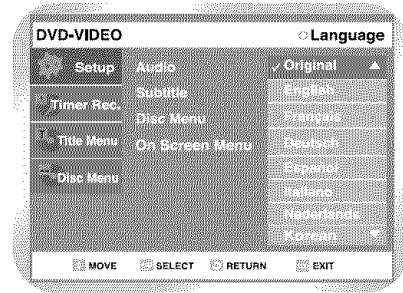 DVD-VIDEO
Language
Setup
Timer Rec.
Title Menu
Disc Menu
Audio
Subtitle
Disc Menu
On Screen Menu
✓ Original ▲
English
Français
Deutsch
Español
Italiano
Nederlands
Korean ▼
MOVE SELECT RETURN EXIT